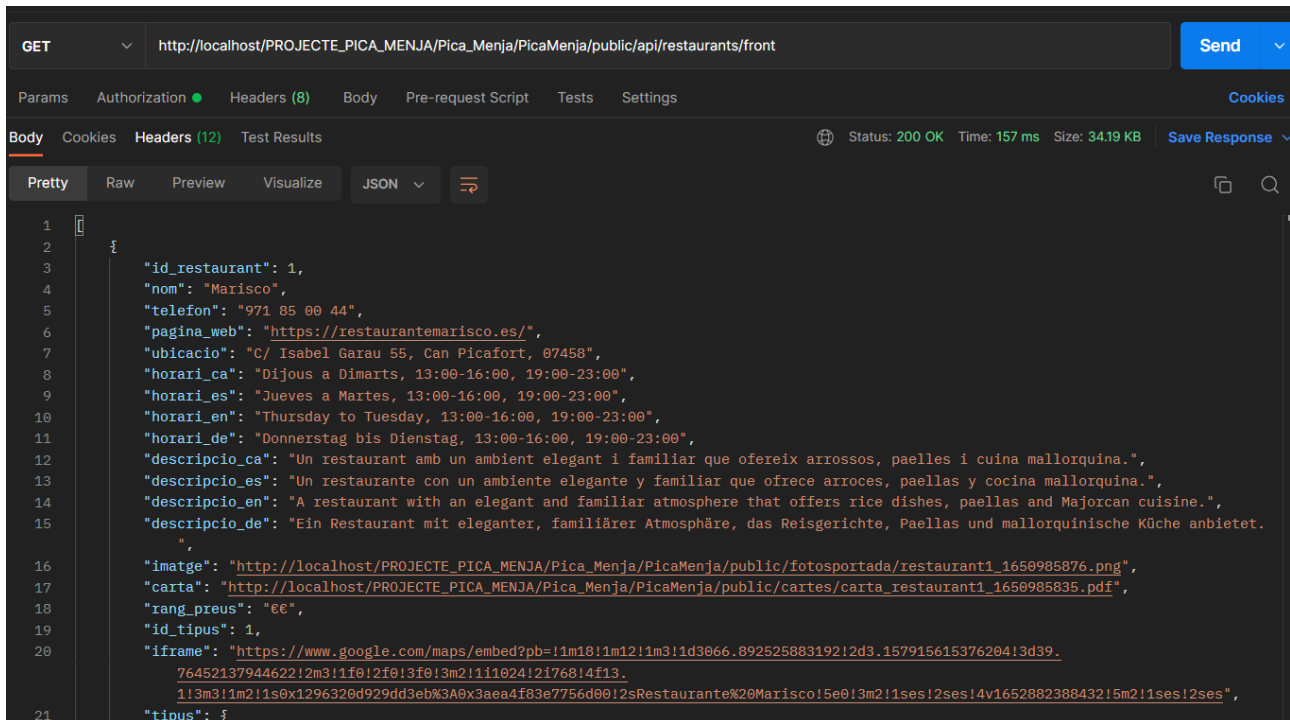 GET http://localhost/PROJECTE_PICA_MENJA/Pica_Menja/PicaMenja/public/api/restaurants/front Send
Params Authorization Headers (8) Body Pre-request Script Tests Settings Cookies
Body Cookies Headers (12) Test Results Status: 200 OK Time: 157 ms Size: 34.19 KB Save Response
Pretty Raw Preview Visualize JSON
1 [
2 {
3 "id_restaurant": 1,
4 "nom": "Marisco",
5 "telefon": "971 85 00 44",
6 "pagina_web": "https://restaurantemarisco.es/",
7 "ubicacio": "C/ Isabel Garau 55, Can Picafort, 07458",
8 "horari_ca": "Dijous a Dimarts, 13:00-16:00, 19:00-23:00",
9 "horari_es": "Jueves a Martes, 13:00-16:00, 19:00-23:00",
10 "horari_en": "Thursday to Tuesday, 13:00-16:00, 19:00-23:00",
11 "horari_de": "Donnerstag bis Dienstag, 13:00-16:00, 19:00-23:00",
12 "descripcio_ca": "Un restaurant amb un ambient elegant i familiar que ofereix arrossos, paelles i cuina mallorquina.",
13 "descripcio_es": "Un restaurante con un ambiente elegante y familiar que ofrece arroces, paellas y cocina mallorquina.",
14 "descripcio_en": "A restaurant with an elegant and familiar atmosphere that offers rice dishes, paellas and Majorcan cuisine.",
15 "descripcio_de": "Ein Restaurant mit eleganter, familiärer Atmosphäre, das Reisgerichte, Paellas und mallorquinische Küche anbietet.
",
16 "imatge": "http://localhost/PROJECTE_PICA_MENJA/Pica_Menja/PicaMenja/public/fotosportada/restaurant1_1650985876.png",
17 "carta": "http://localhost/PROJECTE_PICA_MENJA/Pica_Menja/PicaMenja/public/cartes/carta_restaurant1_1650985835.pdf",
18 "rang_preus": "€€",
19 "id_tipus": 1,
20 "iframe": "https://www.google.com/maps/embed?pb=!1m18!1m12!1m3!1d3066.892525883192!2d3.157915615376204!3d39.
76452137944622!2m3!1f0!2f0!3f0!3m2!1i1024!2i768!4f13.
1!3m3!1m2!1s0x1296320d929dd3eb%3A0x3aea4f83e7756d00!2sRestaurante%20Marisco!5e0!3m2!1ses!2ses!4v1652882388432!5m2!1ses!2ses",
21 "tipus": {